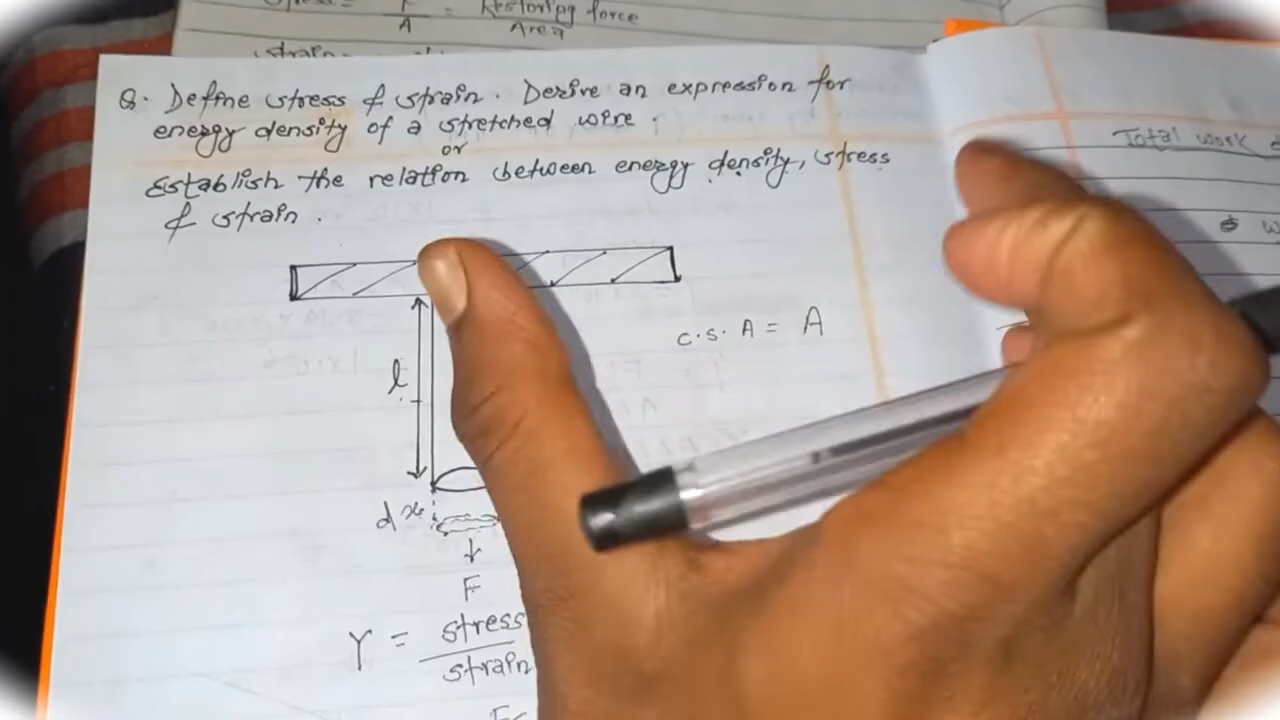 = F/A = Restoring force / Area
strain
Q. Define stress & strain. Derive an expression for
energy density of a stretched wire.
or
Establish the relation between energy density, stress
& strain.
c.s. A = A
l
dx
F
Y = stress / strain
Total work